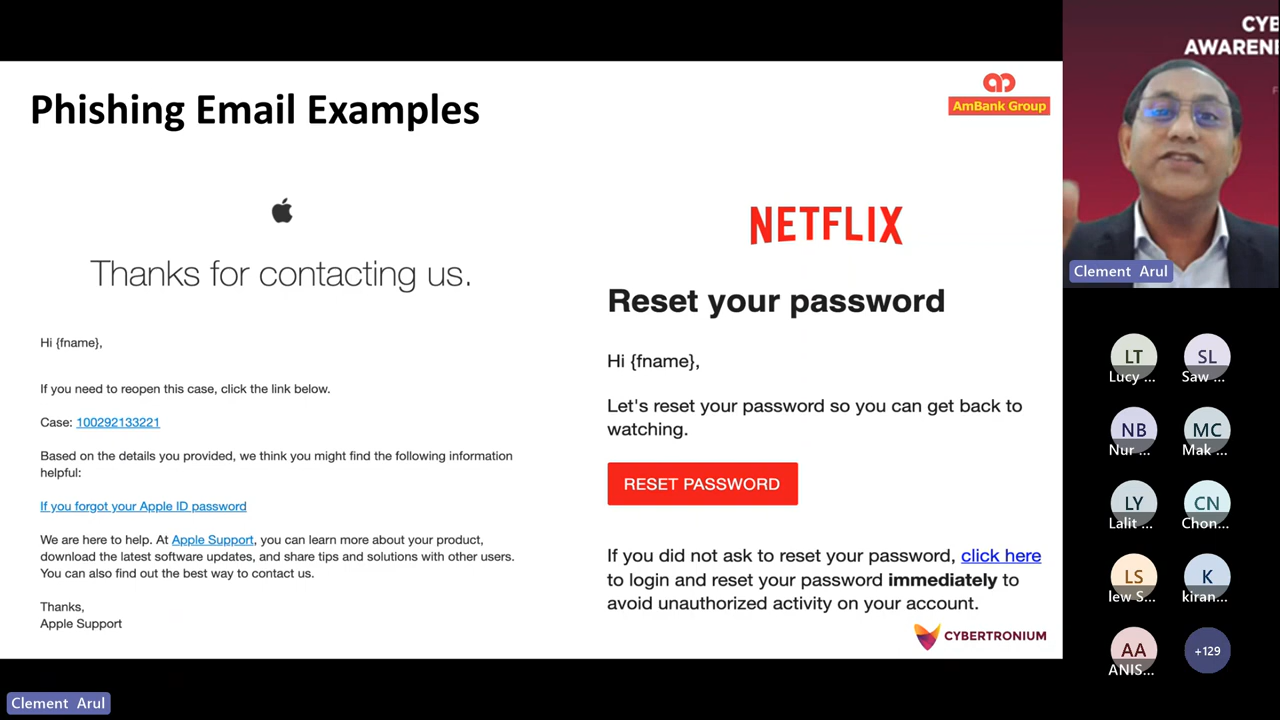 Phishing Email Examples
AmBank Group
Thanks for contacting us.
Hi {fname},
If you need to reopen this case, click the link below.
Case: 100292133221
Based on the details you provided, we think you might find the following information
helpful:
If you forgot your Apple ID password
We are here to help. At Apple Support, you can learn more about your product,
download the latest software updates, and share tips and solutions with other users.
You can also find out the best way to contact us.
Thanks,
Apple Support
NETFLIX
Reset your password
Hi {fname},
Let's reset your password so you can get back to
watching.
RESET PASSWORD
If you did not ask to reset your password, click here
to login and reset your password immediately to
avoid unauthorized activity on your account.
CYBERTRONIUM
CYBE
AWARENE
Clement Arul
LT
Lucy ...
SL
Saw ...
NB
Nur ...
MC
Mak ...
LY
Lalit ...
CN
Chon...
LS
lew S...
K
kiran...
AA
ANIS...
+129
Clement Arul